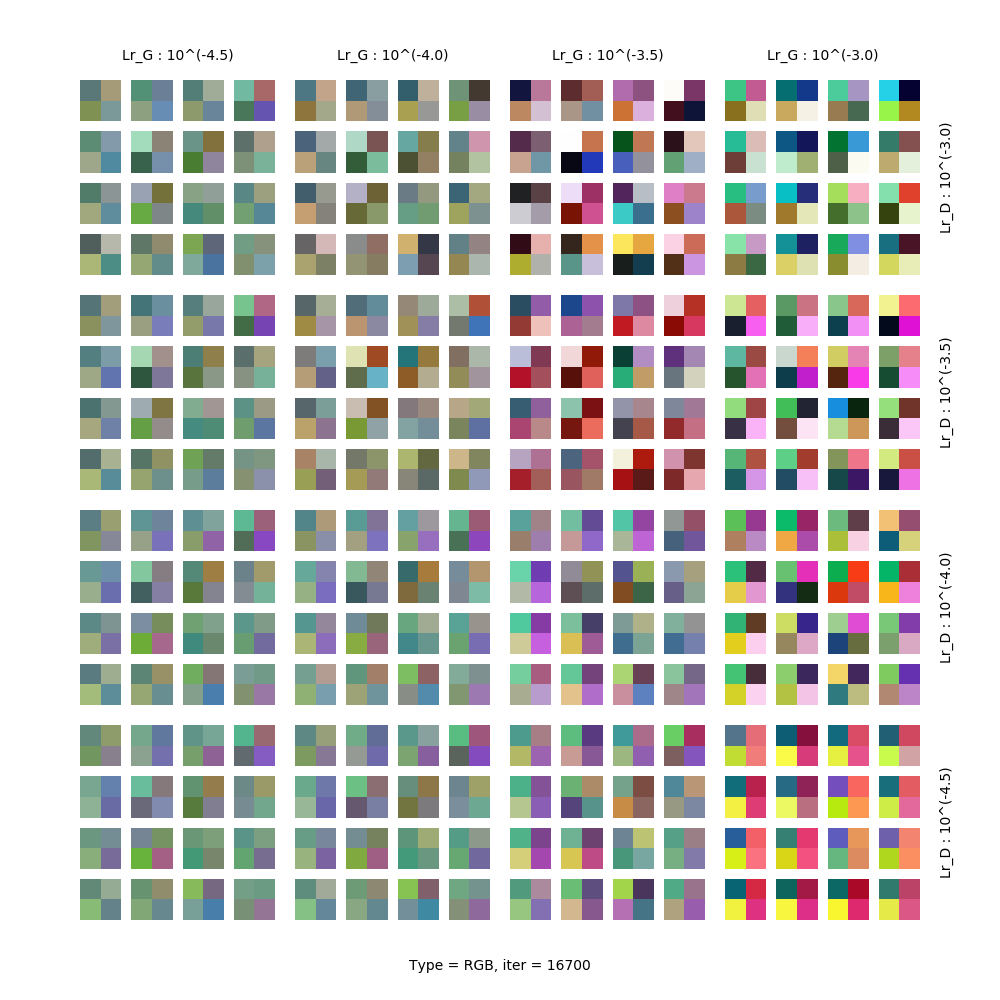 Lr_G : 10^(-4.5)
Lr_G : 10^(-4.0)
Lr_G : 10^(-3.5)
Lr_G : 10^(-3.0)
Lr_D : 10^(-3.0)
Lr_D : 10^(-3.5)
Lr_D : 10^(-4.0)
Lr_D : 10^(-4.5)
Type = RGB, iter = 16700